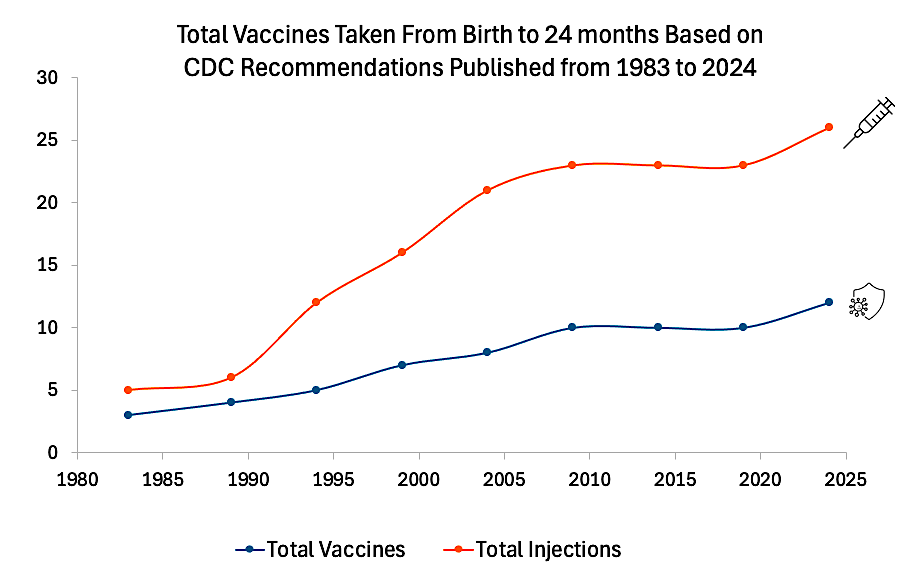 Total Vaccines Taken From Birth to 24 months Based on
CDC Recommendations Published from 1983 to 2024
30
25
20
15
10
5
0
1980 1985 1990 1995 2000 2005 2010 2015 2020 2025
Total Vaccines Total Injections